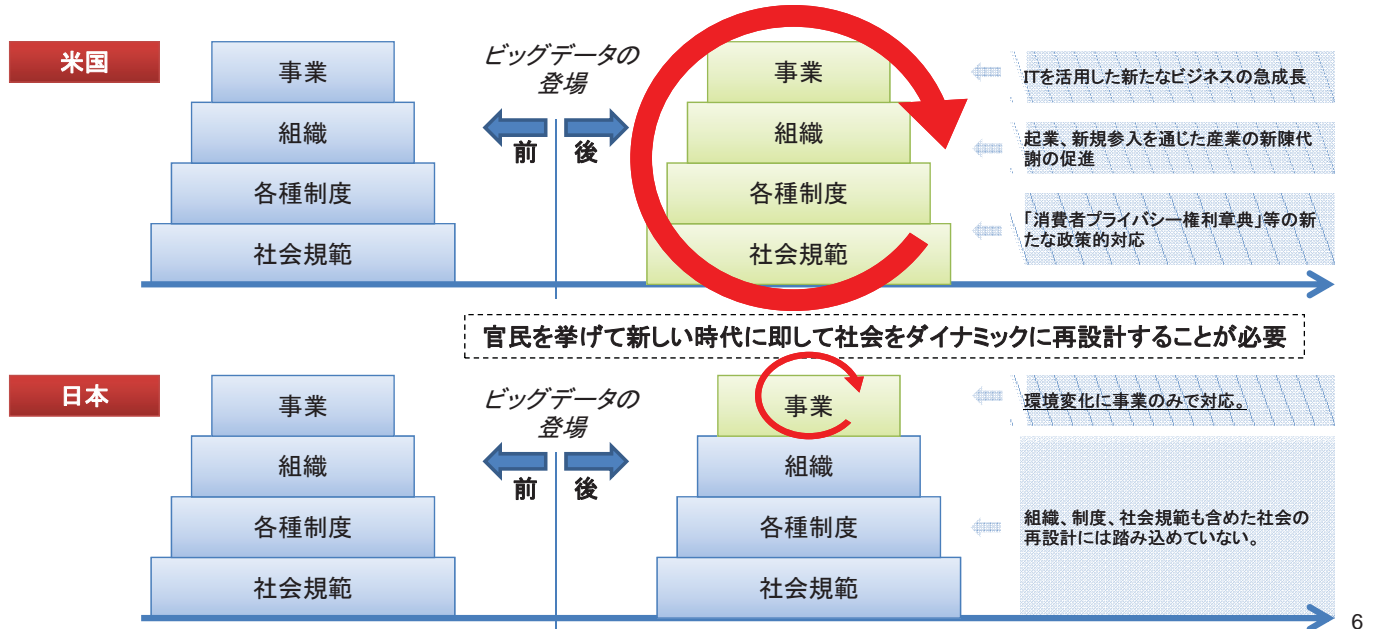 米国
事業
組織
各種制度
社会規範
ビッグデータの
登場
前
後
事業
組織
各種制度
社会規範
ITを活用した新たなビジネスの急成長
起業、新規参入を通じた産業の新陳代
謝の促進
「消費者プライバシー権利章典」等の新
たな政策的対応
官民を挙げて新しい時代に即して社会をダイナミックに再設計することが必要
日本
事業
組織
各種制度
社会規範
ビッグデータの
登場
前
後
事業
組織
各種制度
社会規範
環境変化に事業のみで対応。
組織、制度、社会規範も含めた社会の
再設計には踏み込めていない。
6